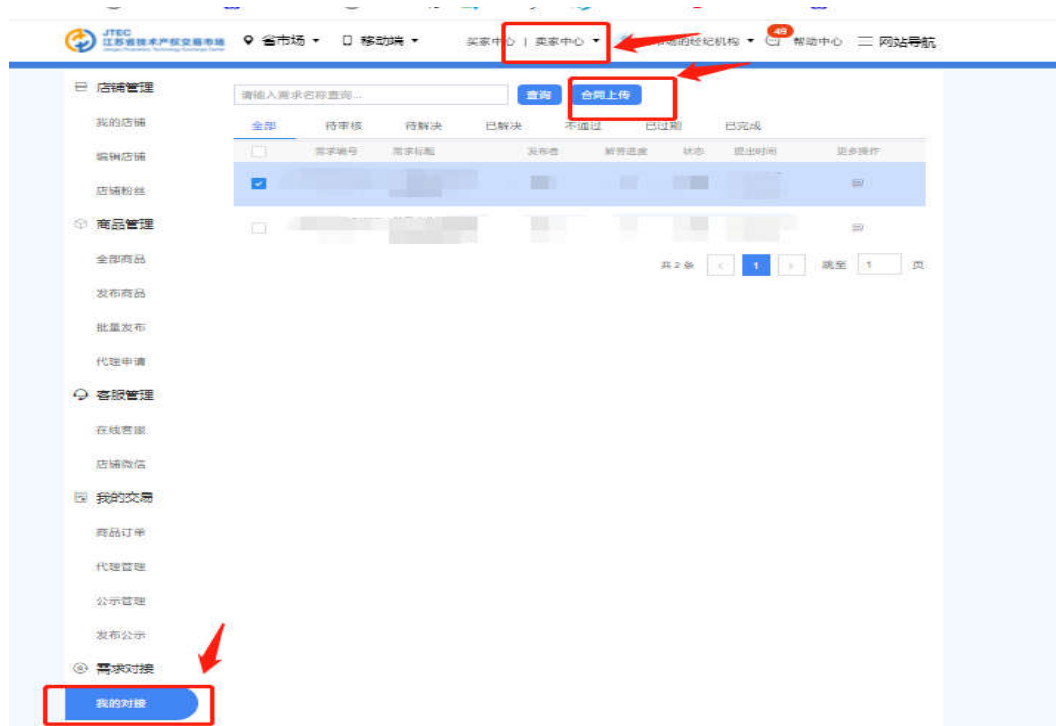 JTEC
江苏省技术产权交易市场
省市场
移动端
买家中心 | 卖家中心
的经纪机构
49
帮助中心
网站导航
店铺管理
请输入需求名称查询...
查询
合同上传
我的店铺
全部 待审核 待解决 已解决 不通过 已过期 已完成
编辑店铺
需求编号 需求标题 发布者 解答进度 状态 提出时间 更多操作
店铺粉丝
商品管理
全部商品
共 2 条 < 1 > 跳至 1 页
发布商品
批量发布
代理申请
客服管理
在线客服
店铺微信
我的交易
商品订单
代理管理
公示管理
发布公示
需求对接
我的对接